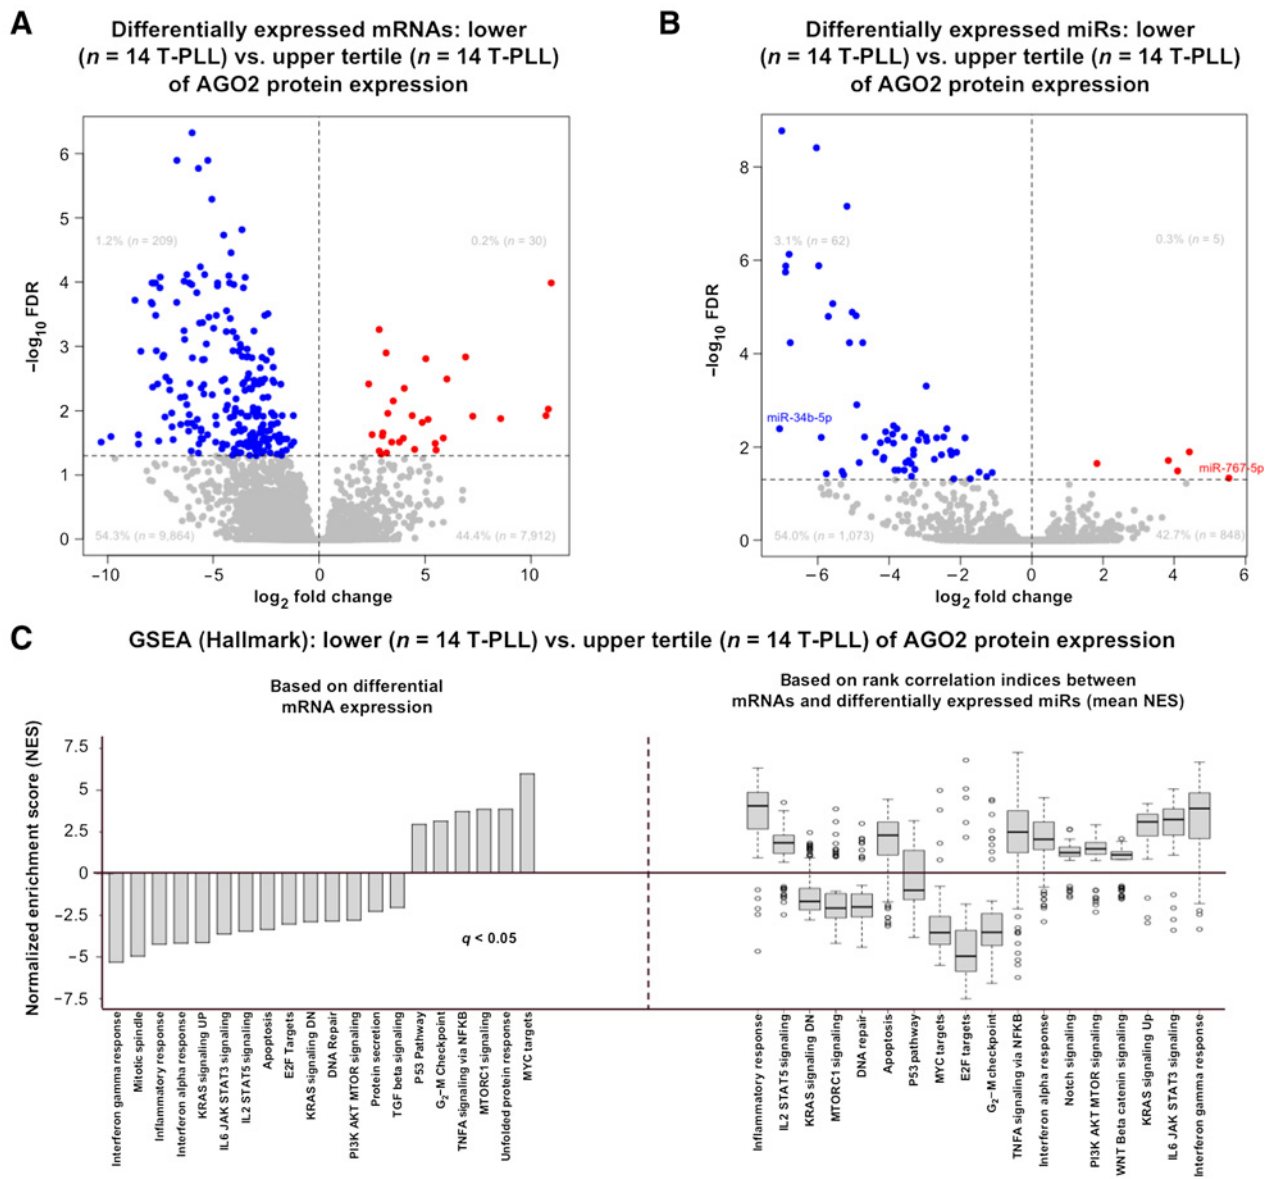 A
Differentially expressed mRNAs: lower
(n = 14 T-PLL) vs. upper tertile (n = 14 T-PLL)
of AGO2 protein expression
1.2% (n = 209)
0.2% (n = 30)
54.3% (n = 9,864)
44.4% (n = 7,912)
−log10 FDR
6
5
4
3
2
1
0
−10
−5
0
5
10
log2 fold change
B
Differentially expressed miRs: lower
(n = 14 T-PLL) vs. upper tertile (n = 14 T-PLL)
of AGO2 protein expression
3.1% (n = 62)
0.3% (n = 5)
miR-34b-5p
miR-767-5p
54.0% (n = 1,073)
42.7% (n = 848)
−log10 FDR
8
6
4
2
0
−6
−4
−2
0
2
4
6
log2 fold change
C
GSEA (Hallmark): lower (n = 14 T-PLL) vs. upper tertile (n = 14 T-PLL) of AGO2 protein expression
Based on differential
mRNA expression
Based on rank correlation indices between
mRNAs and differentially expressed miRs (mean NES)
Normalized enrichment score (NES)
7.5
5
2.5
0
−2.5
−5
−7.5
q < 0.05
Interferon gamma response
Mitotic spindle
Inflammatory response
Interferon alpha response
KRAS signaling UP
IL6 JAK STAT3 signaling
IL2 STAT5 signaling
Apoptosis
E2F Targets
KRAS signaling DN
DNA Repair
PI3K AKT MTOR signaling
Protein secretion
TGF beta signaling
P53 Pathway
G2−M Checkpoint
TNFA signaling via NFKB
MTORC1 signaling
Unfolded protein response
MYC targets
Inflammatory response
IL2 STAT5 signaling
KRAS signaling DN
MTORC1 signaling
DNA repair
Apoptosis
P53 pathway
MYC targets
E2F targets
G2−M checkpoint
TNFA signaling via NFKB
Interferon alpha response
Notch signaling
PI3K AKT MTOR signaling
WNT Beta catenin signaling
KRAS signaling Up
IL6 JAK STAT3 signaling
Interferon gamma response